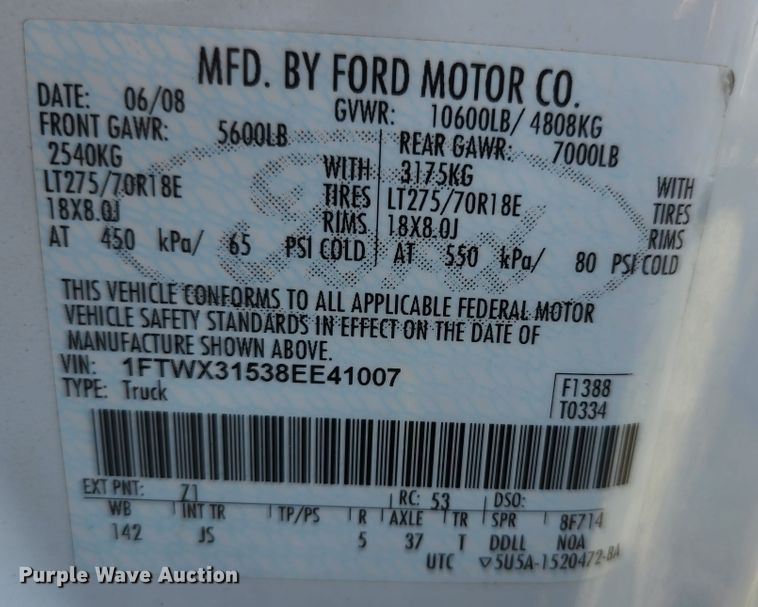 MFD. BY FORD MOTOR CO.
DATE: 06/08 GVWR: 10600LB/ 4808KG
FRONT GAWR: 5600LB REAR GAWR: 7000LB
2540KG WITH 3175KG WITH
LT275/70R18E TIRES LT275/70R18E TIRES
18X8.0J RIMS 18X8.0J RIMS
AT 450 kPa/ 65 PSI COLD AT 550 kPa/ 80 PSI COLD
THIS VEHICLE CONFORMS TO ALL APPLICABLE FEDERAL MOTOR
VEHICLE SAFETY STANDARDS IN EFFECT ON THE DATE OF
MANUFACTURE SHOWN ABOVE.
VIN: 1FTWX31538EE41007
TYPE: Truck F1388
T0334
EXT PNT: Z1 RC: 53 DSO:
WB INT TR TP/PS R AXLE TR SPR 8F714
142 JS 5 37 T DDLL NOA
UTC ▽5U5A-1520472-BA
Purple Wave Auction